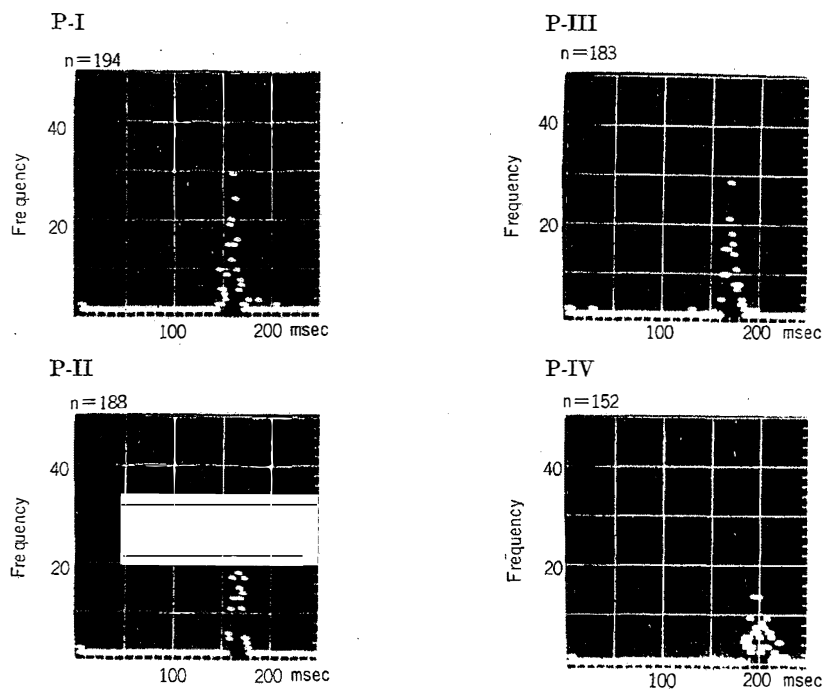 P-I
n=194
40
20
Frequency
100
200 msec
P-III
n=183
40
20
Frequency
100
200 msec
P-II
n=188
40
20
Frequency
100
200 msec
P-IV
n=152
40
20
Frequency
100
200 msec